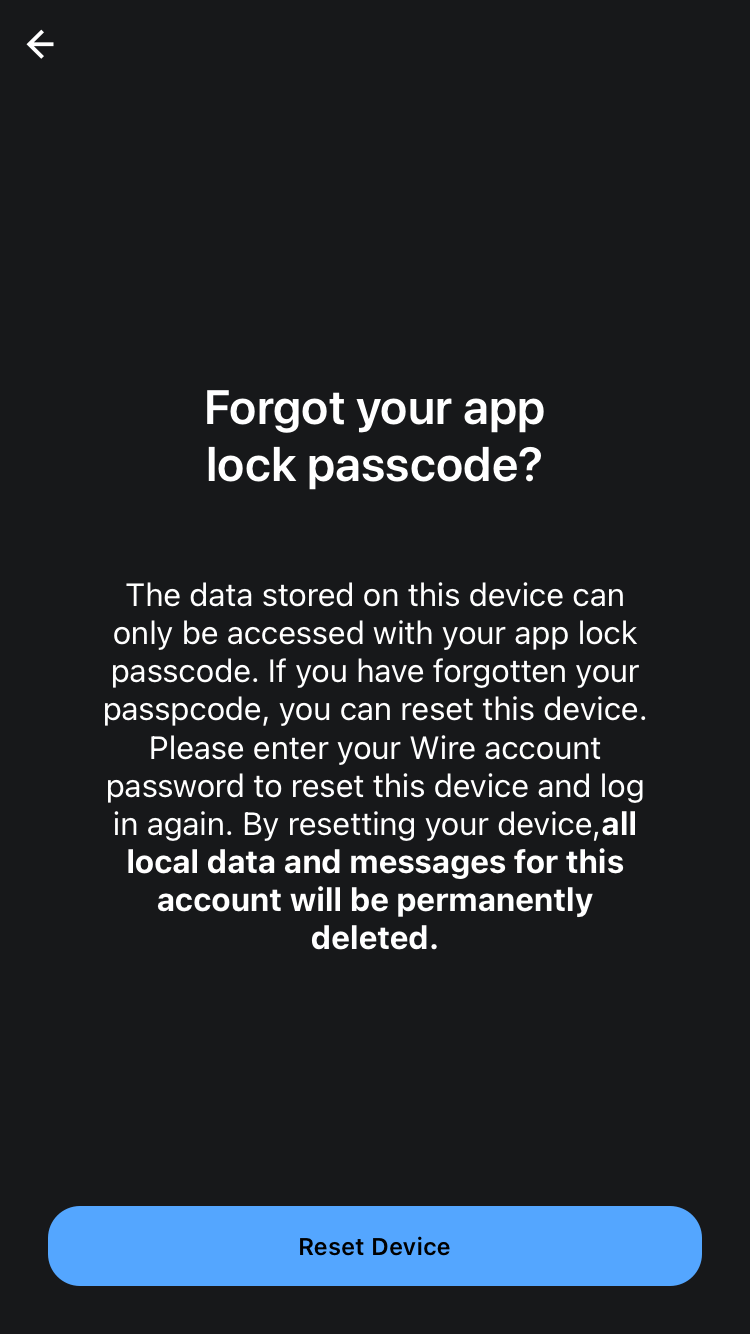 Forgot your app
lock passcode?
The data stored on this device can
only be accessed with your app lock
passcode. If you have forgotten your
passpcode, you can reset this device.
Please enter your Wire account
password to reset this device and log
in again. By resetting your device,all
local data and messages for this
account will be permanently
deleted.
Reset Device